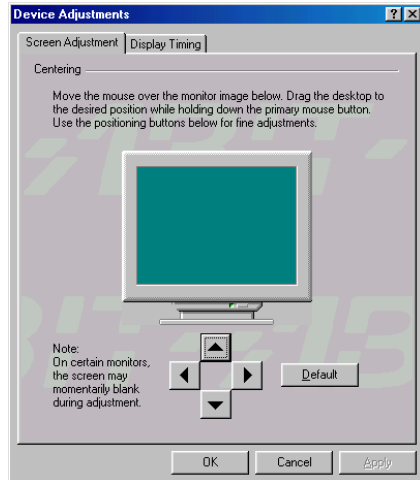 Device Adjustments
Screen Adjustment Display Timing
Centering
Move the mouse over the monitor image below. Drag the desktop to
the desired position while holding down the primary mouse button.
Use the positioning buttons below for fine adjustments.
Note:
On certain monitors,
the screen may
momentarily blank
during adjustment.
Default
OK Cancel Apply